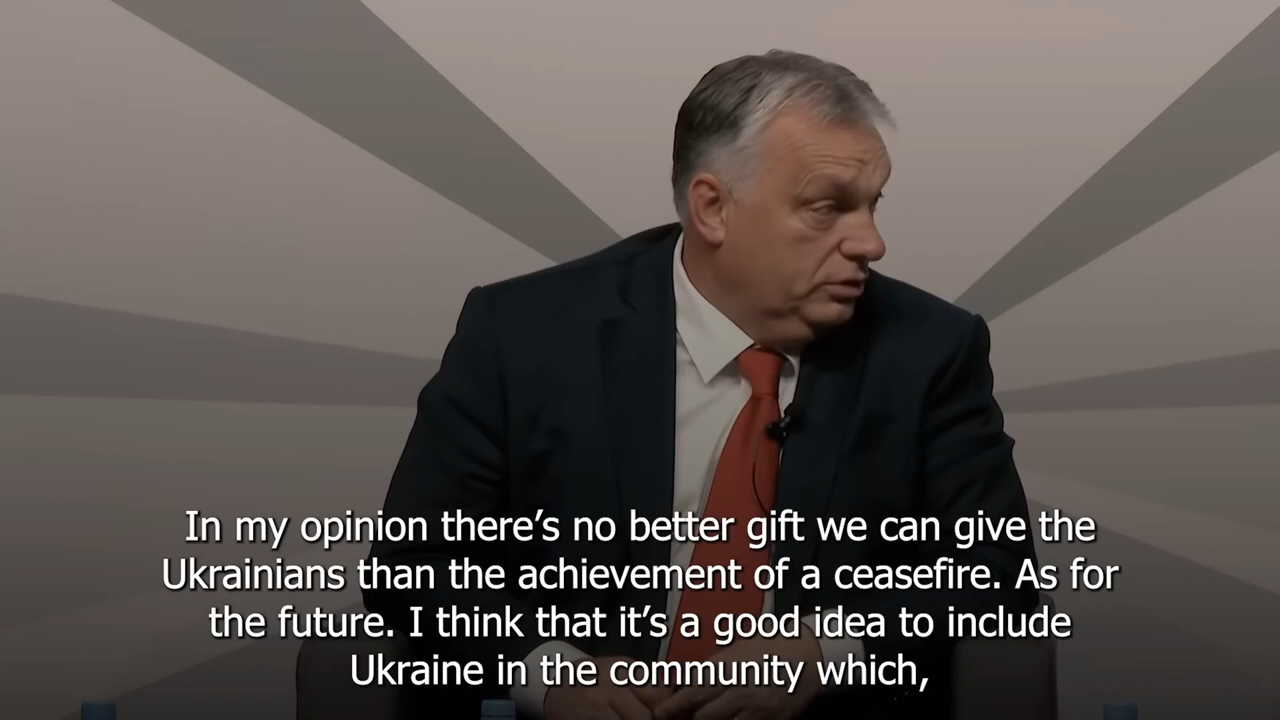 In my opinion there’s no better gift we can give the
Ukrainians than the achievement of a ceasefire. As for
the future. I think that it’s a good idea to include
Ukraine in the community which,